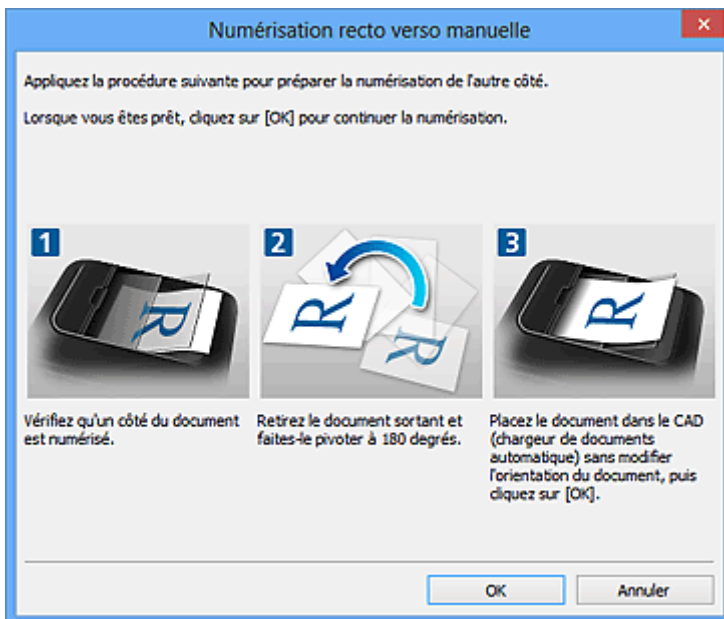 Numérisation recto verso manuelle
Appliquez la procédure suivante pour préparer la numérisation de l'autre côté.
Lorsque vous êtes prêt, cliquez sur [OK] pour continuer la numérisation.
1
2
3
R
R
R
R
Vérifiez qu'un côté du document
est numérisé.
Retirez le document sortant et
faites-le pivoter à 180 degrés.
Placez le document dans le CAD
(chargeur de documents
automatique) sans modifier
l'orientation du document, puis
cliquez sur [OK].
OK
Annuler